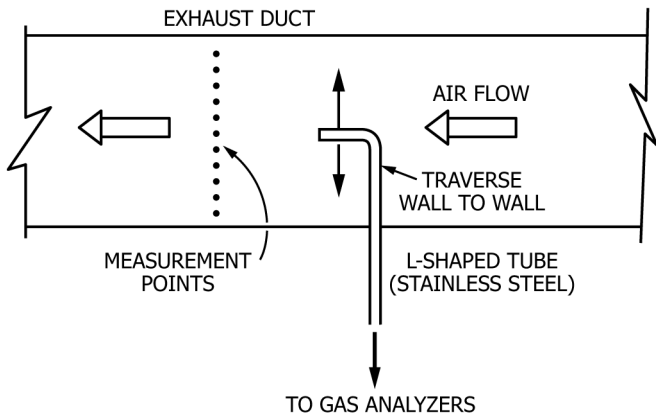 EXHAUST DUCT
AIR FLOW
TRAVERSE
WALL TO WALL
MEASUREMENT
POINTS
L-SHAPED TUBE
(STAINLESS STEEL)
TO GAS ANALYZERS